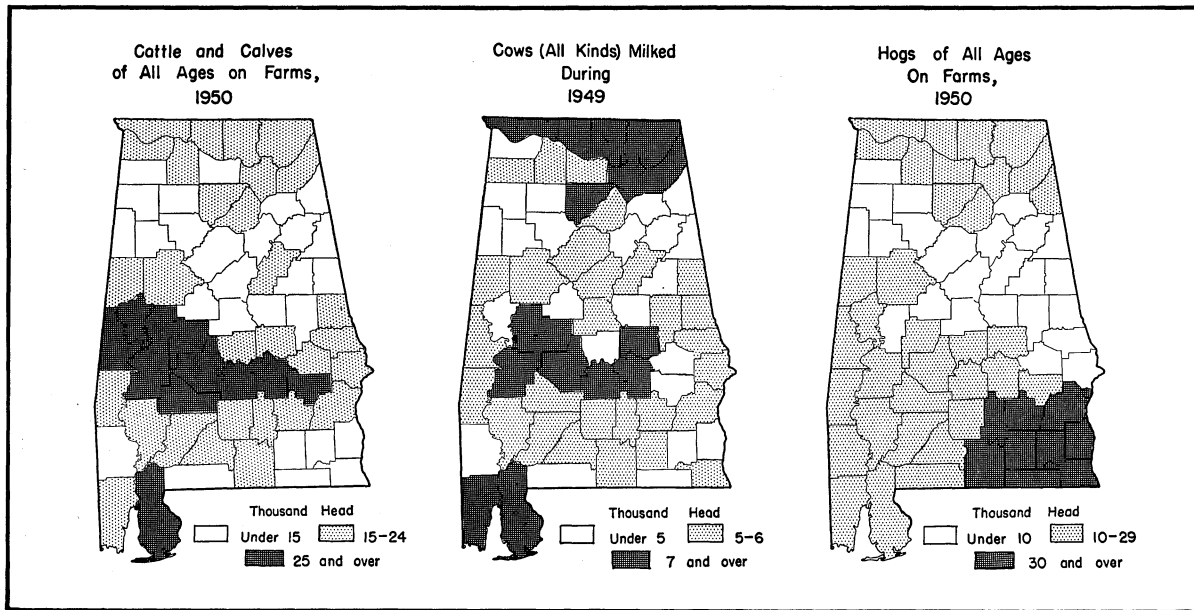 Cattle and Calves
of All Ages on Farms,
1950
Cows (All Kinds) Milked
During
1949
Hogs of All Ages
On Farms,
1950
Thousand Head
Under 15 15-24
25 and over
Thousand Head
Under 5 5-6
7 and over
Thousand Head
Under 10 10-29
30 and over